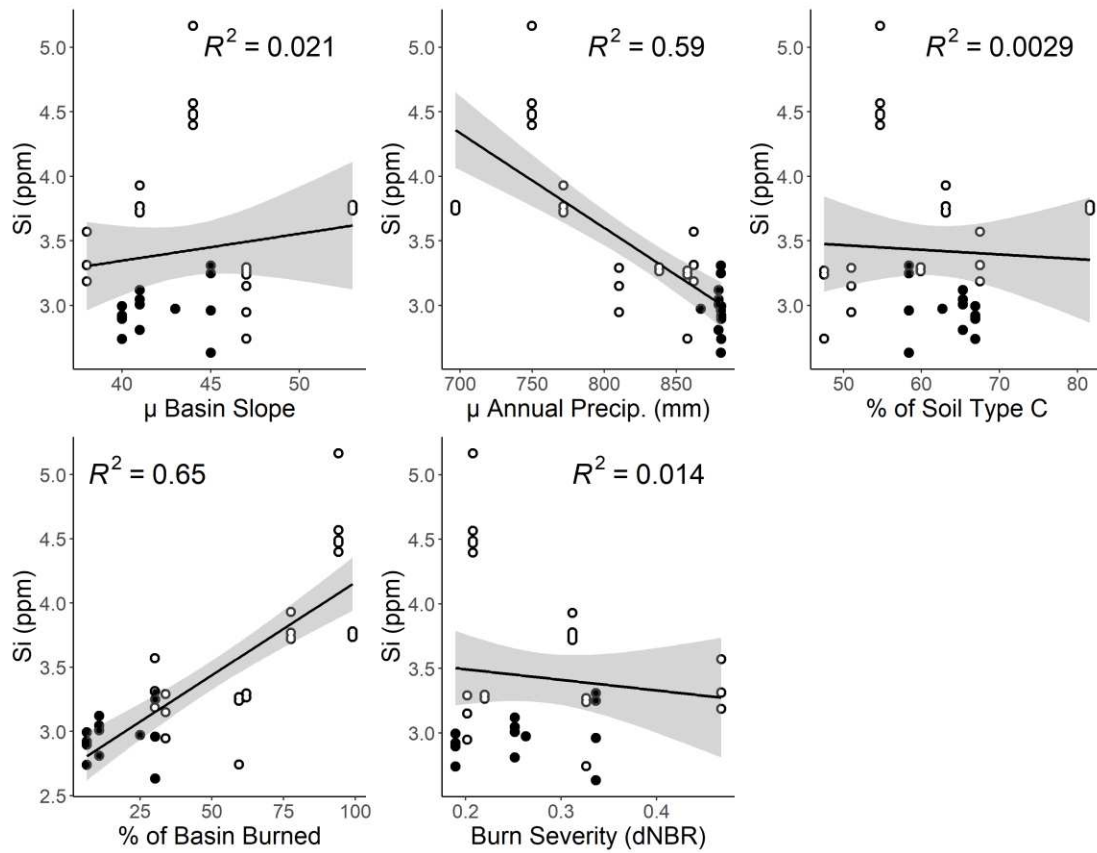 R² = 0.021
5.0
4.5
4.0
3.5
3.0
Si (ppm)
40 45 50
μ Basin Slope
R² = 0.59
5.0
4.5
4.0
3.5
3.0
Si (ppm)
700 750 800 850
μ Annual Precip. (mm)
R² = 0.0029
5.0
4.5
4.0
3.5
3.0
Si (ppm)
50 60 70 80
% of Soil Type C
R² = 0.65
5.0
4.5
4.0
3.5
3.0
2.5
Si (ppm)
25 50 75 100
% of Basin Burned
R² = 0.014
5.0
4.5
4.0
3.5
3.0
Si (ppm)
0.2 0.3 0.4
Burn Severity (dNBR)